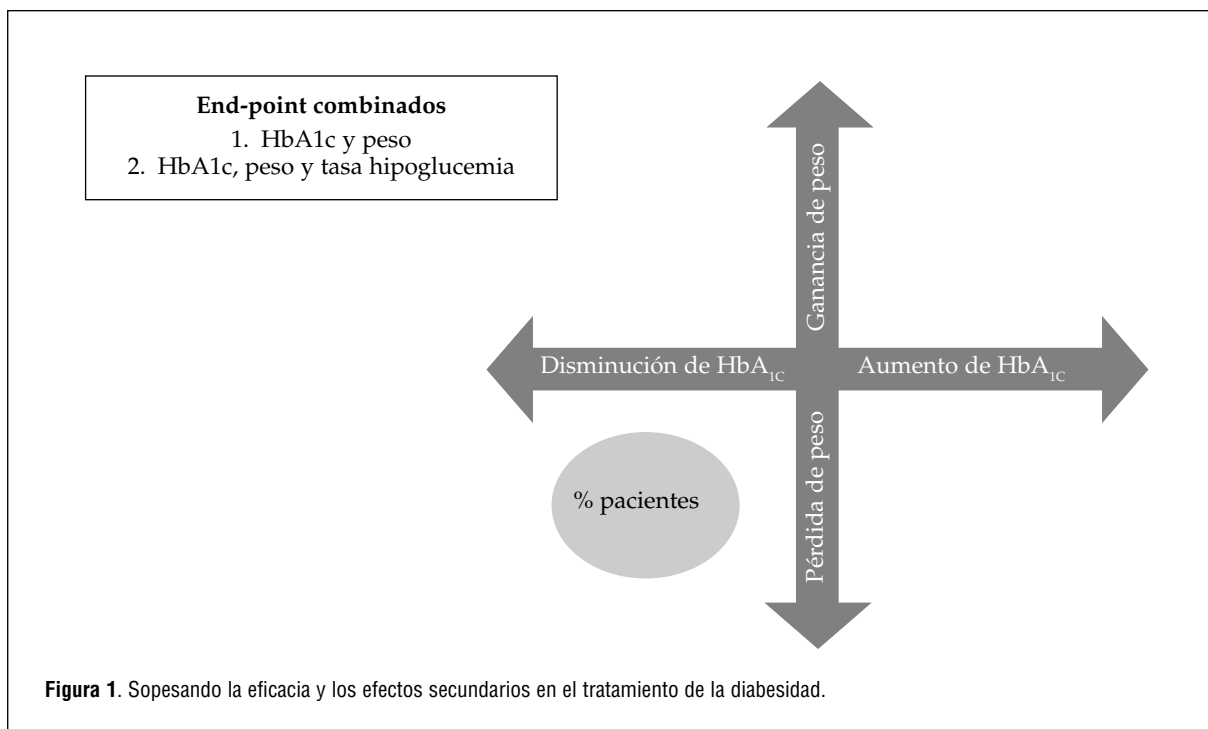 End-point combinados
1. HbA1c y peso
2. HbA1c, peso y tasa hipoglucemia
Ganancia de peso
Disminución de HbA1C
Aumento de HbA1C
Pérdida de peso
% pacientes
Figura 1. Sopesando la eficacia y los efectos secundarios en el tratamiento de la diabesidad.